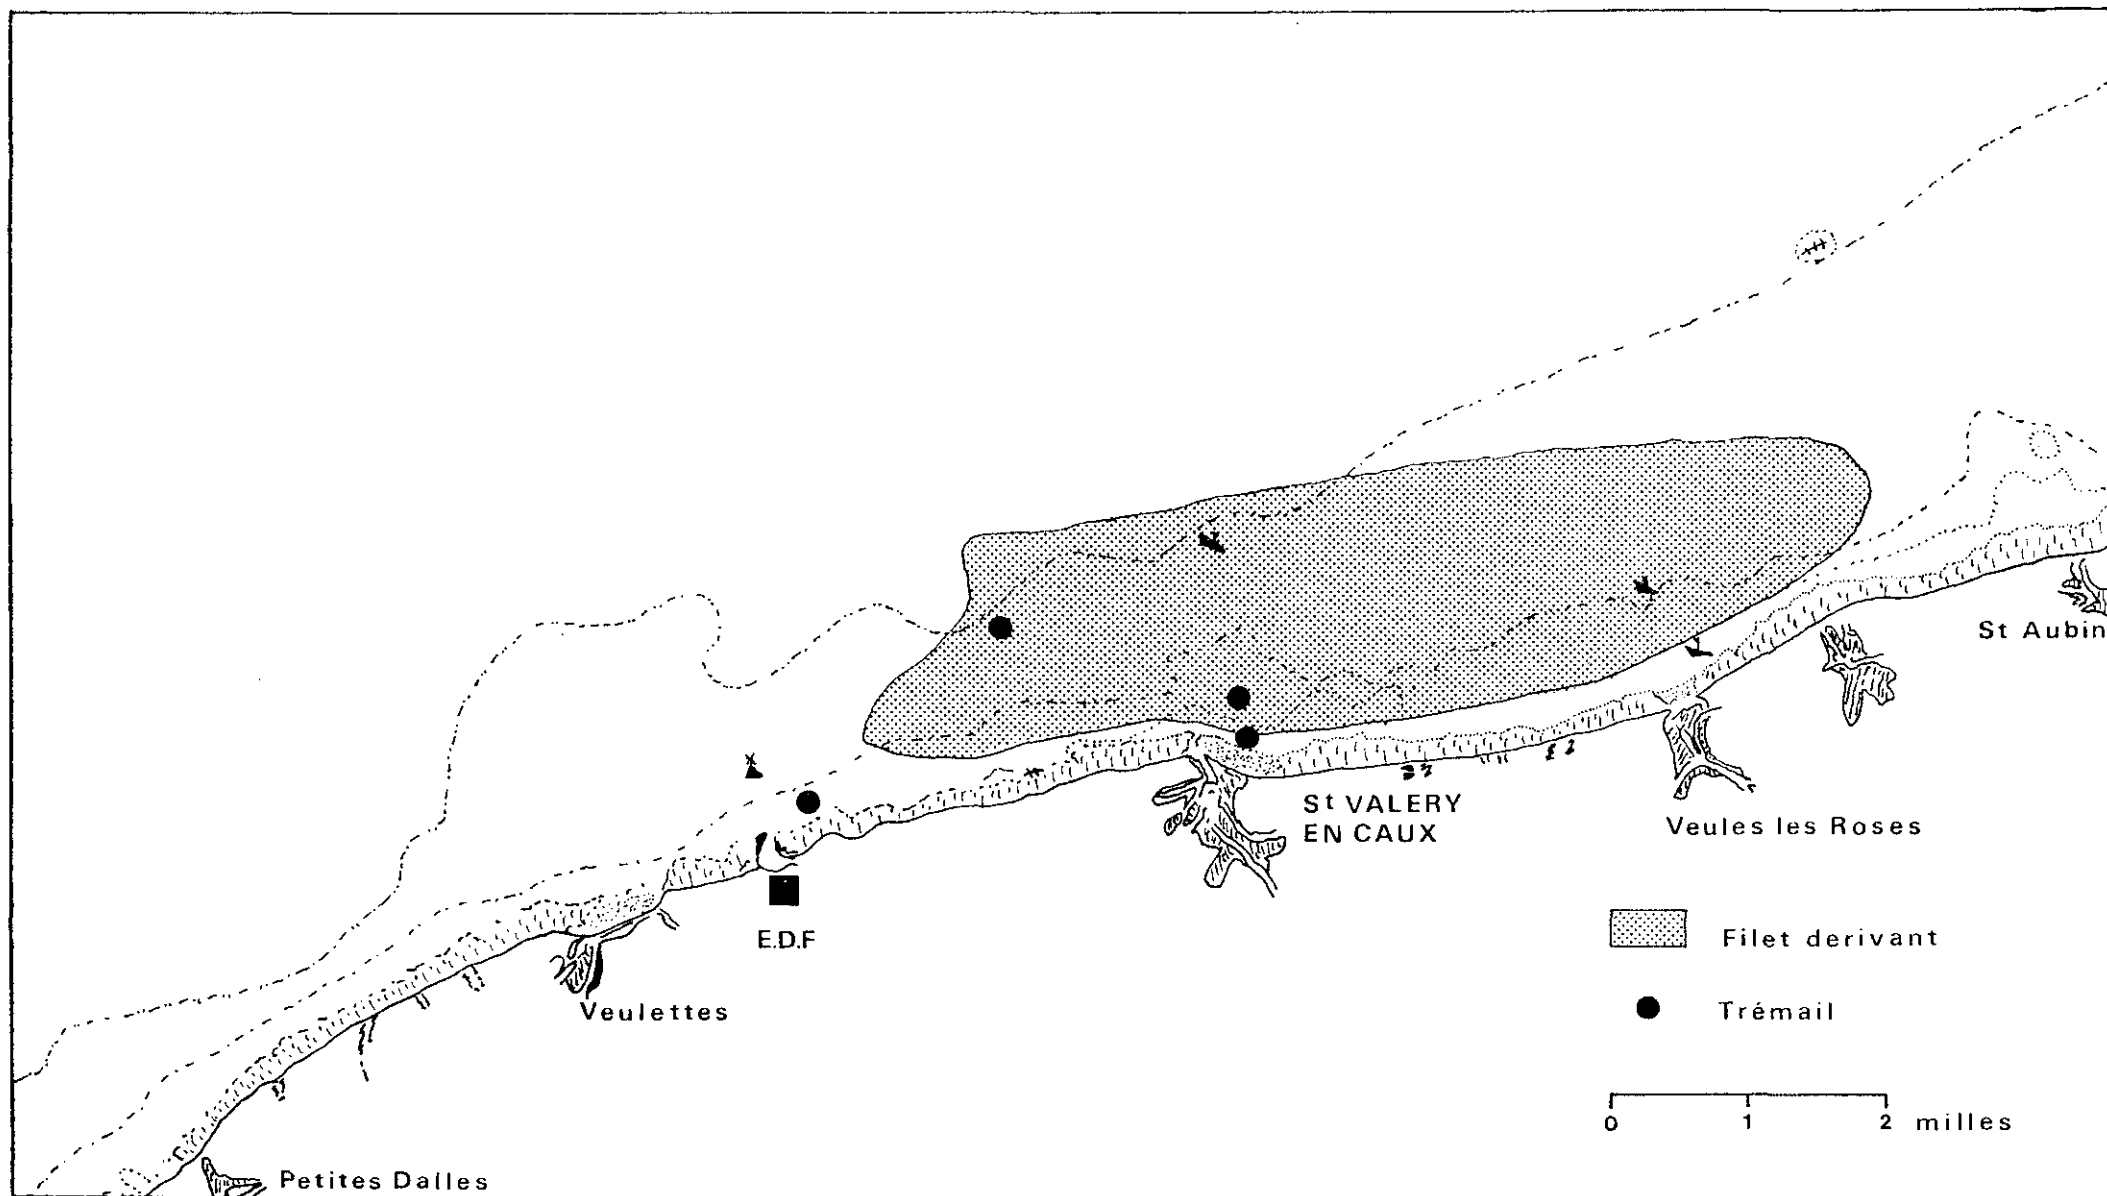 St Aubin
St VALERY
EN CAUX
Veules les Roses
E.D.F
Filet derivant
Veulettes
Trémail
0 1 2 milles
Petites Dalles